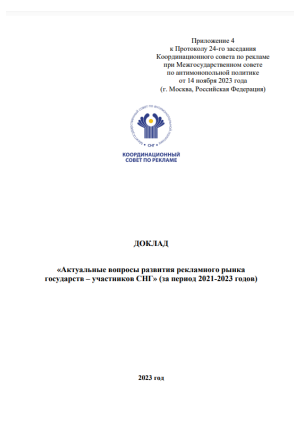 Приложение 4
к Протоколу 24-го заседания
Координационного совета по рекламе
при Межгосударственном совете
по антимонопольной политике
от 14 ноября 2023 года
(г. Москва, Российская Федерация)
СНГ
КООРДИНАЦИОННЫЙ
СОВЕТ ПО РЕКЛАМЕ
ДОКЛАД
«Актуальные вопросы развития рекламного рынка
государств – участников СНГ» (за период 2021-2023 годов)
2023 год